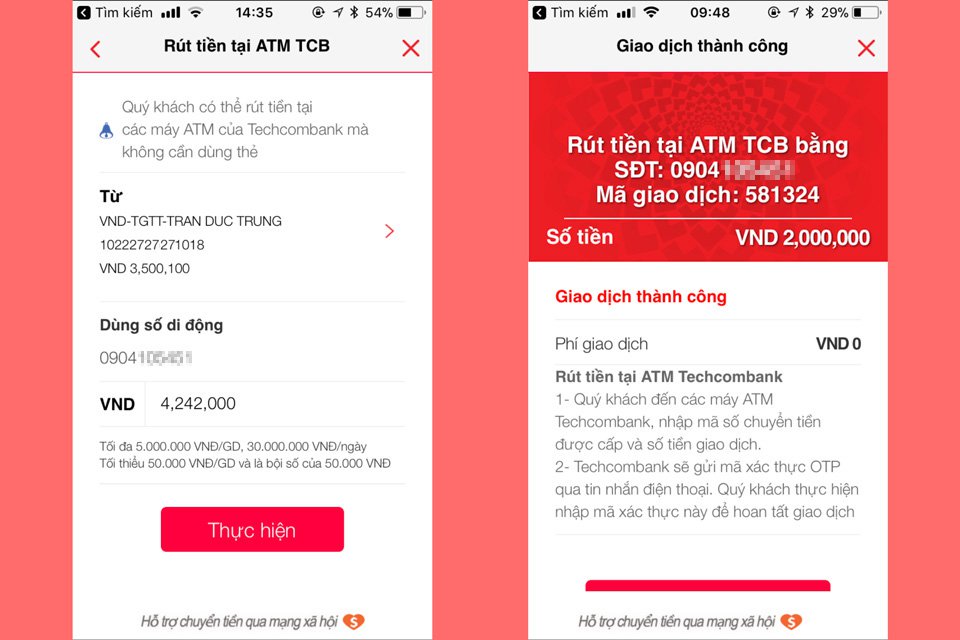 Tìm kiếm 14:35 54%
Rút tiền tại ATM TCB
Quý khách có thể rút tiền tại
các máy ATM của Techcombank mà
không cần dùng thẻ
Từ
VND-TGTT-TRAN DUC TRUNG
10222727271018
VND 3,500,100
Dùng số di động
0904
VND 4,242,000
Tối đa 5.000.000 VNĐ/GD, 30.000.000 VNĐ/ngày
Tối thiểu 50.000 VNĐ/GD và là bội số của 50.000 VNĐ
Thực hiện
Hỗ trợ chuyển tiền qua mạng xã hội
Tìm kiếm 09:48 29%
Giao dịch thành công
Rút tiền tại ATM TCB bằng
SĐT: 0904
Mã giao dịch: 581324
Số tiền VND 2,000,000
Giao dịch thành công
Phí giao dịch VND 0
Rút tiền tại ATM Techcombank
1- Quý khách đến các máy ATM
Techcombank, nhập mã số chuyển tiền
được cấp và số tiền giao dịch.
2- Techcombank sẽ gửi mã xác thực OTP
qua tin nhắn điện thoại. Quý khách thực hiện
nhập mã xác thực này để hoan tất giao dịch
Hỗ trợ chuyển tiền qua mạng xã hội